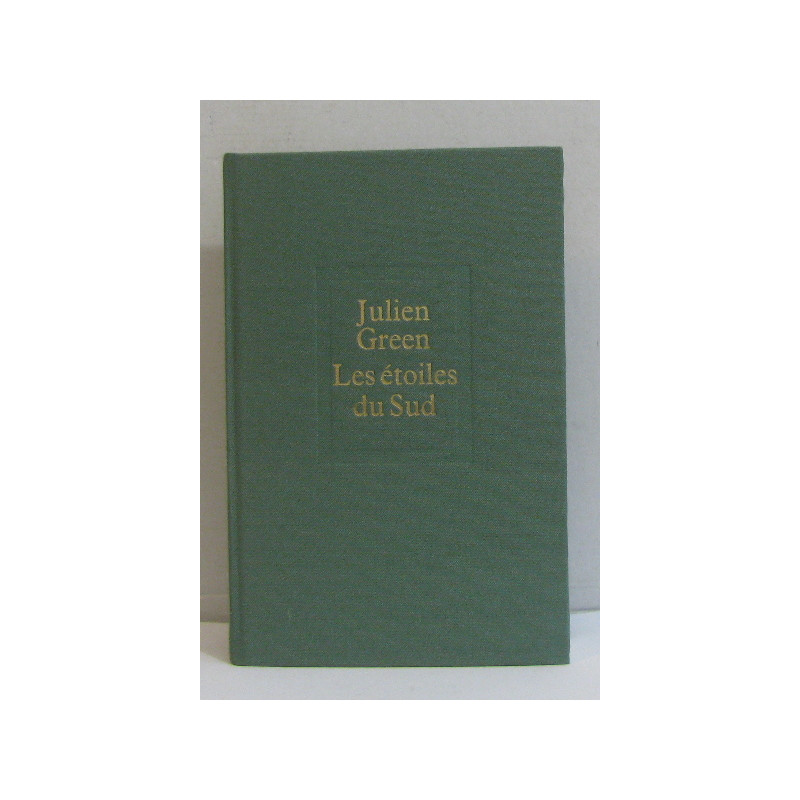 Julien
Green
Les étoiles
du Sud